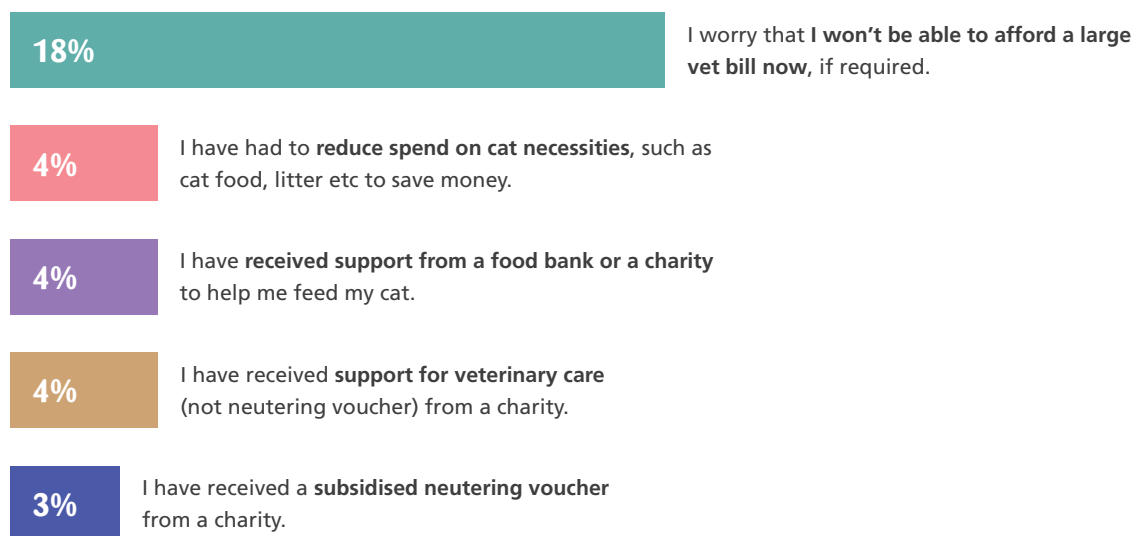 18%
I worry that I won’t be able to afford a large
vet bill now, if required.
4%
I have had to reduce spend on cat necessities, such as
cat food, litter etc to save money.
4%
I have received support from a food bank or a charity
to help me feed my cat.
4%
I have received support for veterinary care
(not neutering voucher) from a charity.
3%
I have received a subsidised neutering voucher
from a charity.